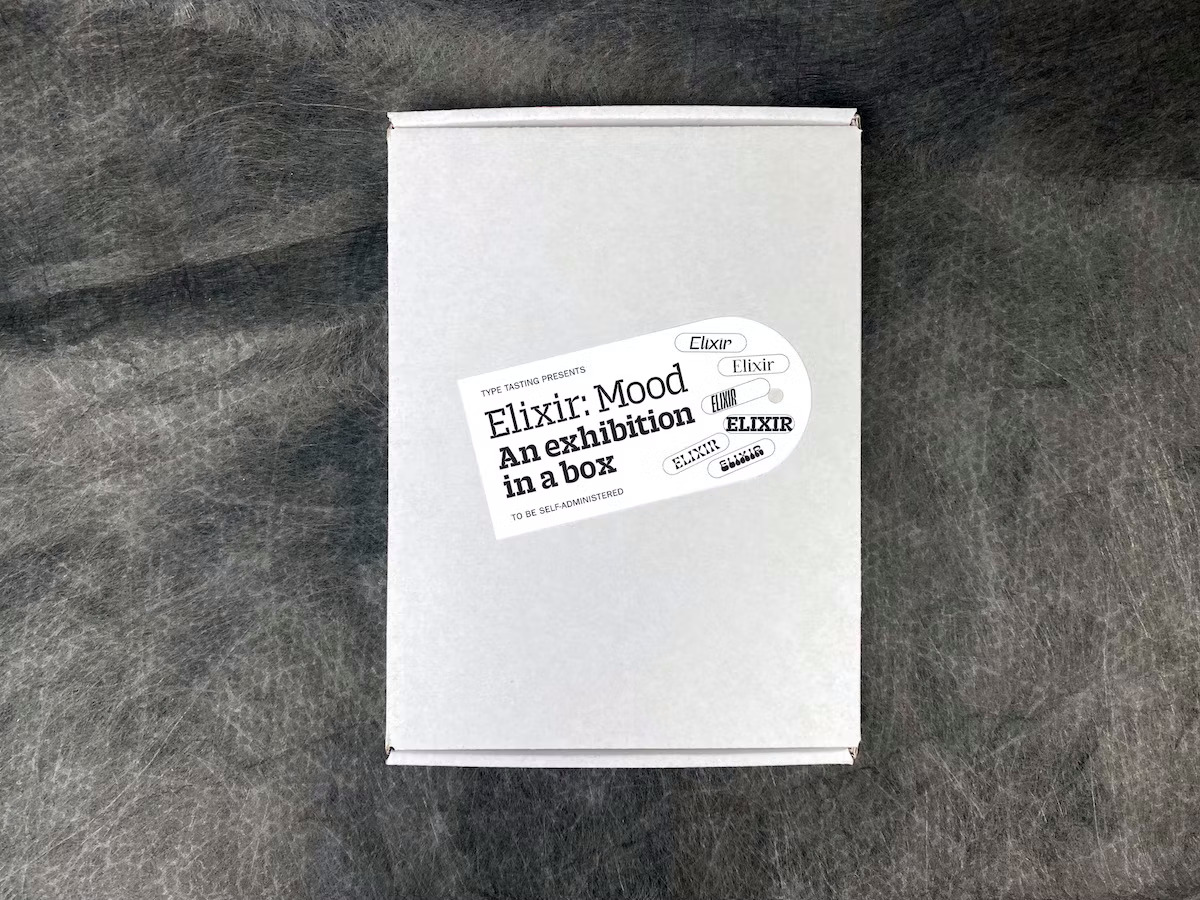 TYPE TASTING PRESENTS
Elixir: Mood
An exhibition
in a box
TO BE SELF-ADMINISTERED
Elixir
Elixir
ELIXIR
ELIXIR
ELIXIR
ELIXIR